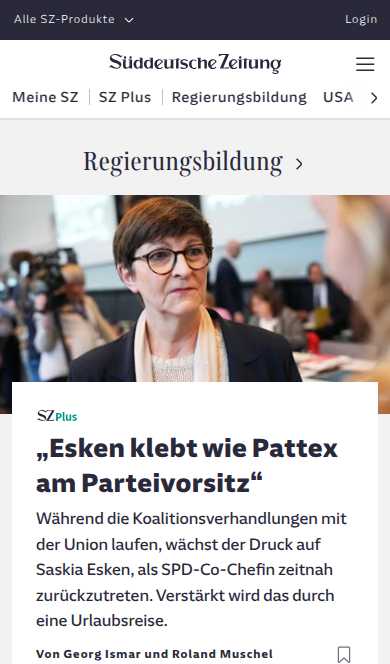 Alle SZ-Produkte
Login
Süddeutsche Zeitung
Meine SZ
SZ Plus
Regierungsbildung
USA
Regierungsbildung
SZ Plus
„Esken klebt wie Pattex
am Parteivorsitz“
Während die Koalitionsverhandlungen mit
der Union laufen, wächst der Druck auf
Saskia Esken, als SPD-Co-Chefin zeitnah
zurückzutreten. Verstärkt wird das durch
eine Urlaubsreise.
Von Georg Ismar und Roland Muschel